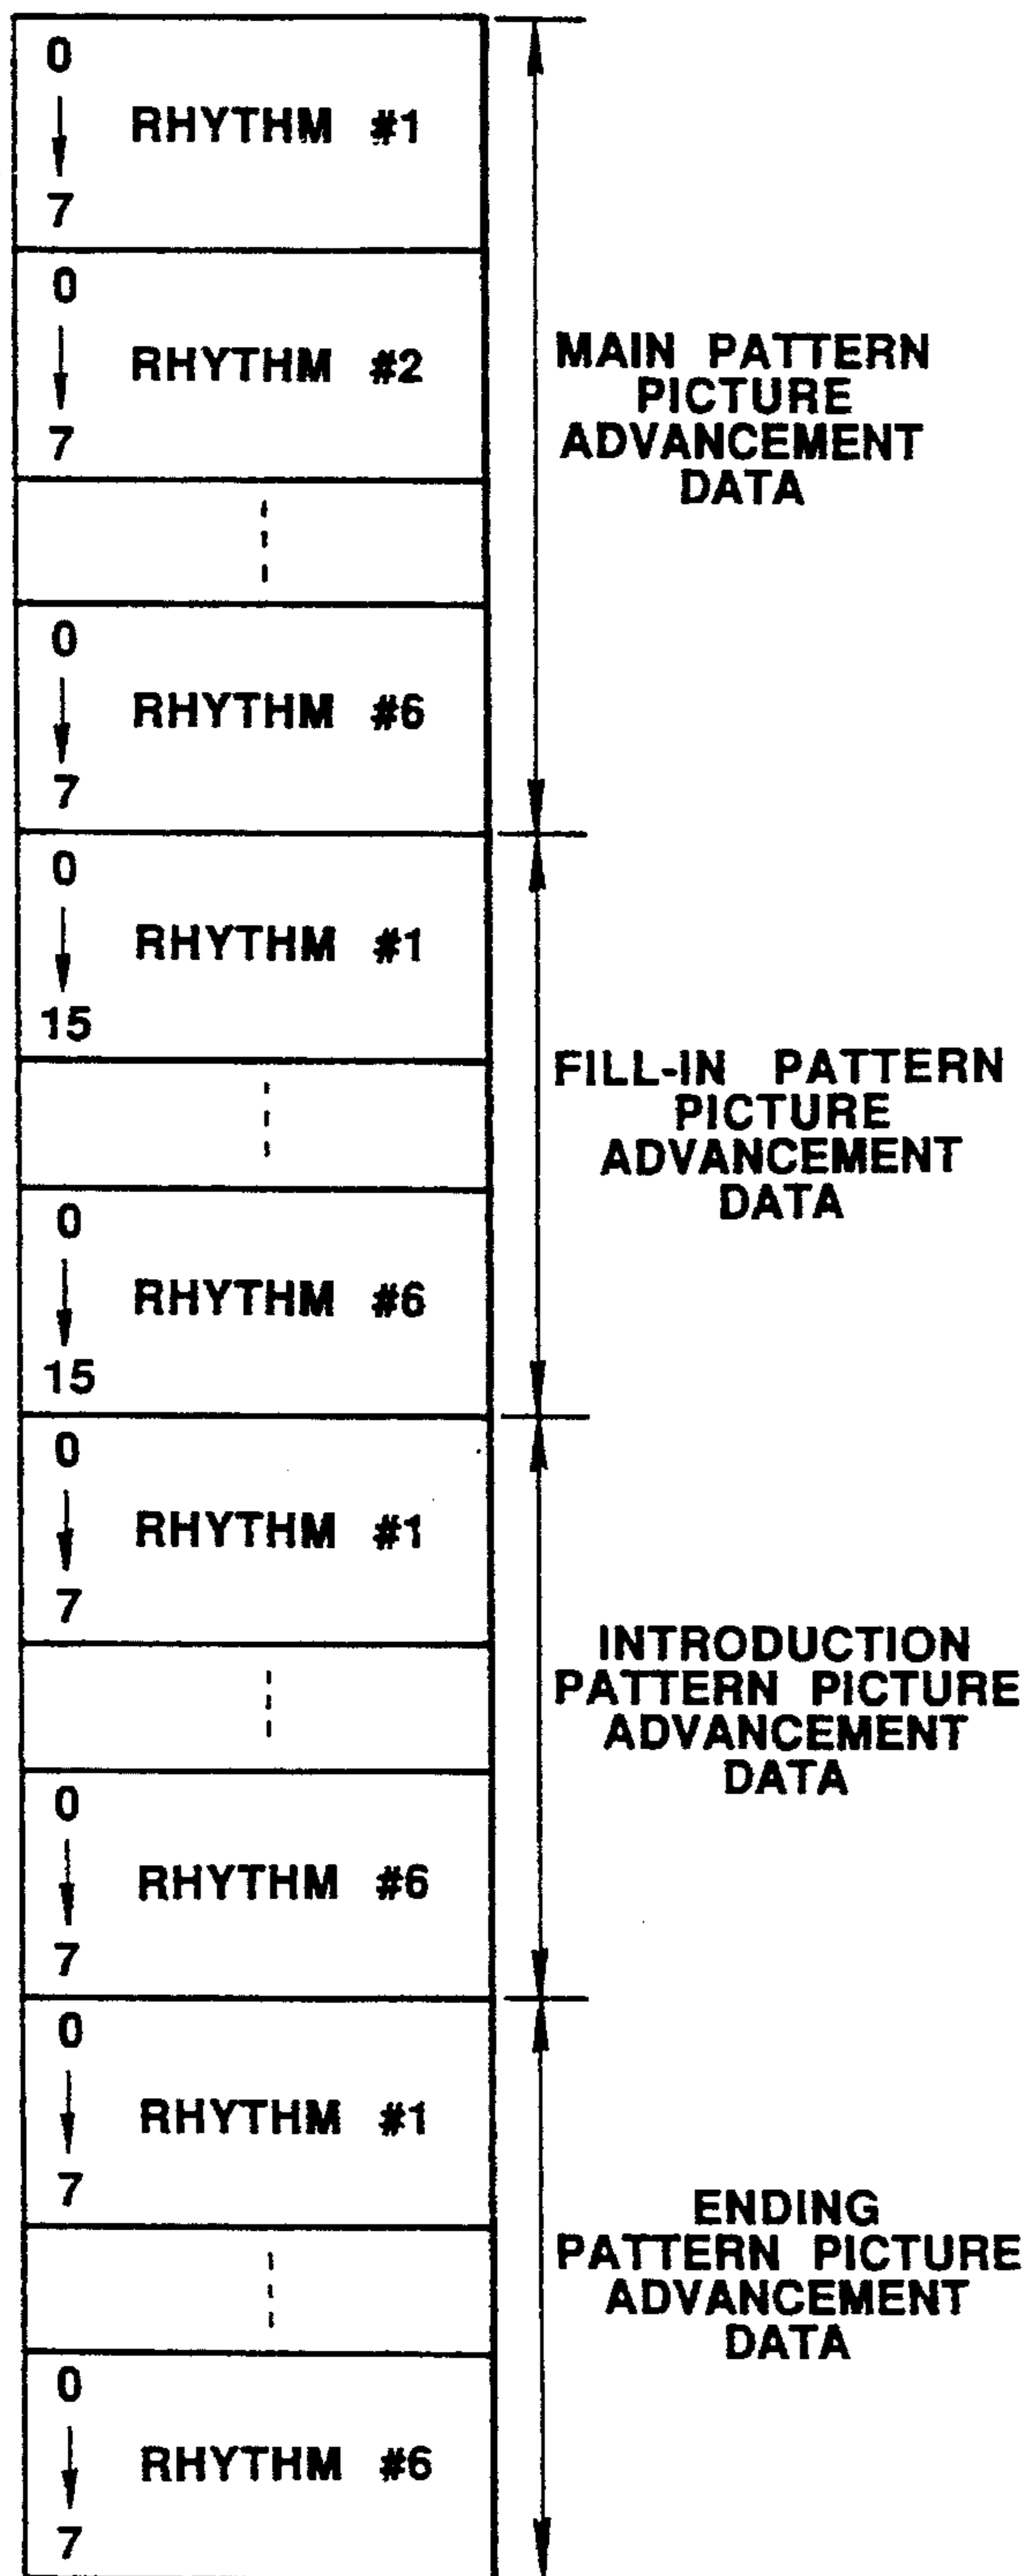 0
RHYTHM #1
7
0
RHYTHM #2
7
MAIN PATTERN
PICTURE
ADVANCEMENT
DATA
0
RHYTHM #6
7
0
RHYTHM #1
15
FILL-IN PATTERN
PICTURE
ADVANCEMENT
DATA
0
RHYTHM #6
15
0
RHYTHM #1
7
INTRODUCTION
PATTERN PICTURE
ADVANCEMENT
DATA
0
RHYTHM #6
7
0
RHYTHM #1
7
ENDING
PATTERN PICTURE
ADVANCEMENT
DATA
0
RHYTHM #6
7